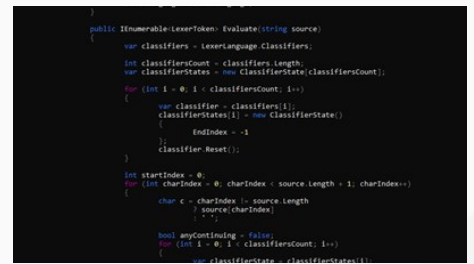 }
public IEnumerable<LexerToken> Evaluate(string source)
{
var classifiers = LexerLanguage.Classifiers;
int classifiersCount = classifiers.Length;
var classifierStates = new ClassifierState[classifiersCount];
for (int i = 0; i < classifiersCount; i++)
{
var classifier = classifiers[i];
classifierStates[i] = new ClassifierState()
{
EndIndex = -1
};
classifier.Reset();
}
int startIndex = 0;
for (int charIndex = 0; charIndex < source.Length + 1; charIndex++)
{
char c = charIndex != source.Length
? source[charIndex]
: ' ';
bool anyContinuing = false;
for (int i = 0; i < classifiersCount; i++)
{
var classifierState = classifierStates[i];